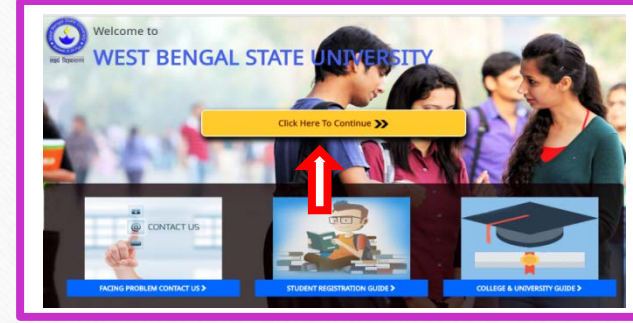 Welcome to
WEST BENGAL STATE UNIVERSITY
Click Here To Continue
CONTACT US
@
FACING PROBLEM CONTACT US
STUDENT REGISTRATION GUIDE
COLLEGE & UNIVERSITY GUIDE